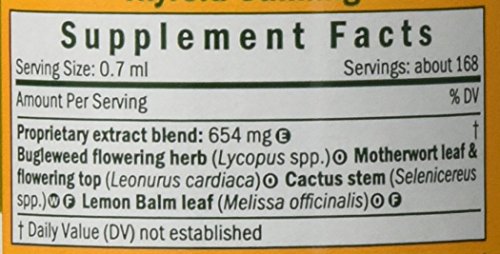 Supplement Facts
Serving Size: 0.7 ml Servings: about 168
Amount Per Serving % DV
Proprietary extract blend: 654 mg Ⓔ †
Bugleweed flowering herb (Lycopus spp.)ⓞ Motherwort leaf &
flowering top (Leonurus cardiaca)ⓞ Cactus stem (Selenicereus
spp.)ⓌⒻ Lemon Balm leaf (Melissa officinalis)ⓞ Ⓕ
† Daily Value (DV) not established